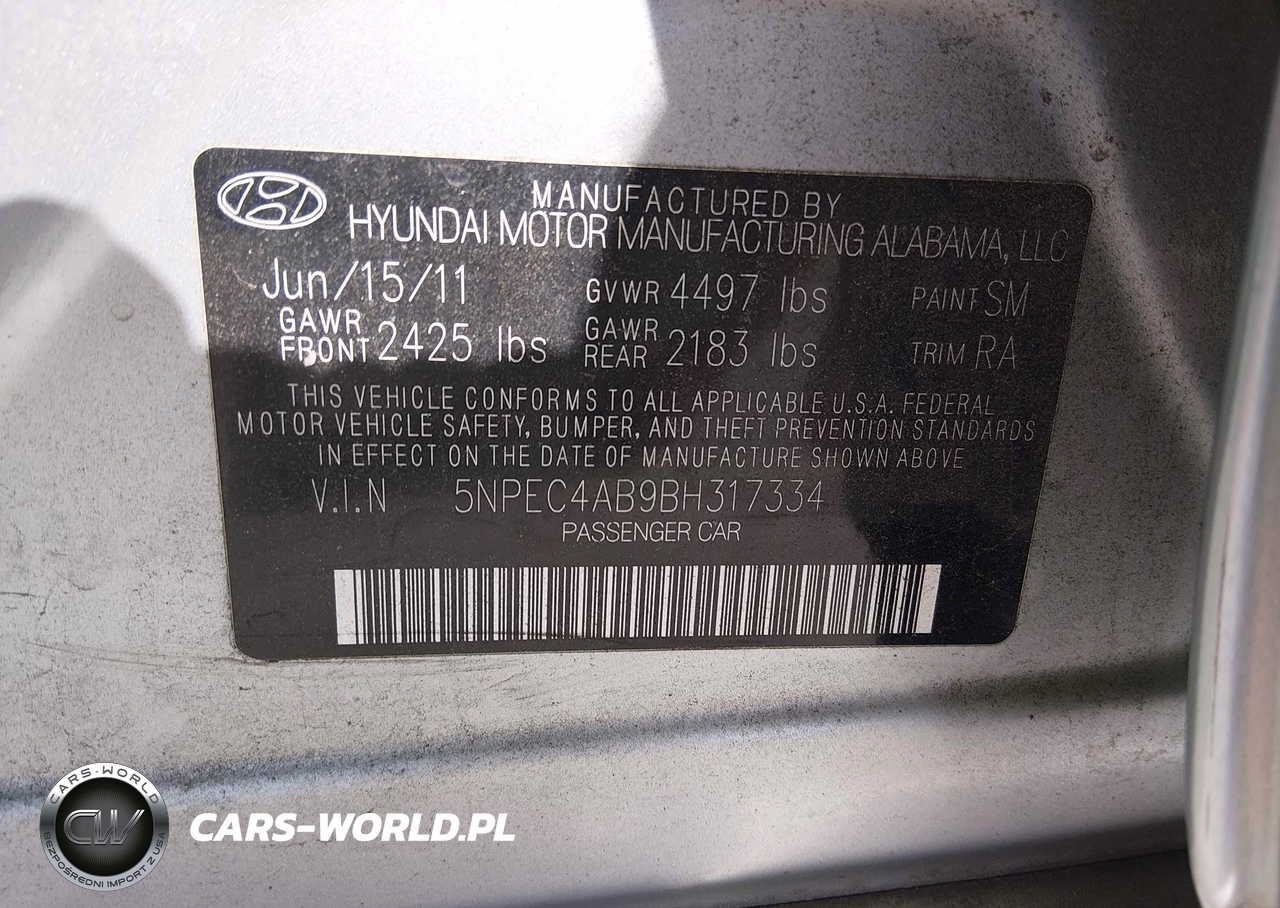 MANUFACTURED BY
HYUNDAI MOTOR MANUFACTURING ALABAMA, LLC
Jun/15/11 GVWR 4497 lbs PAINT SM
GAWR FRONT 2425 lbs GAWR REAR 2183 lbs TRIM RA
THIS VEHICLE CONFORMS TO ALL APPLICABLE U.S.A. FEDERAL
MOTOR VEHICLE SAFETY, BUMPER, AND THEFT PREVENTION STANDARDS
IN EFFECT ON THE DATE OF MANUFACTURE SHOWN ABOVE
V.I.N 5NPEC4AB9BH317334
PASSENGER CAR
CARS-WORLD
CW
BEZPOŚREDNI IMPORT Z USA
CARS-WORLD.PL